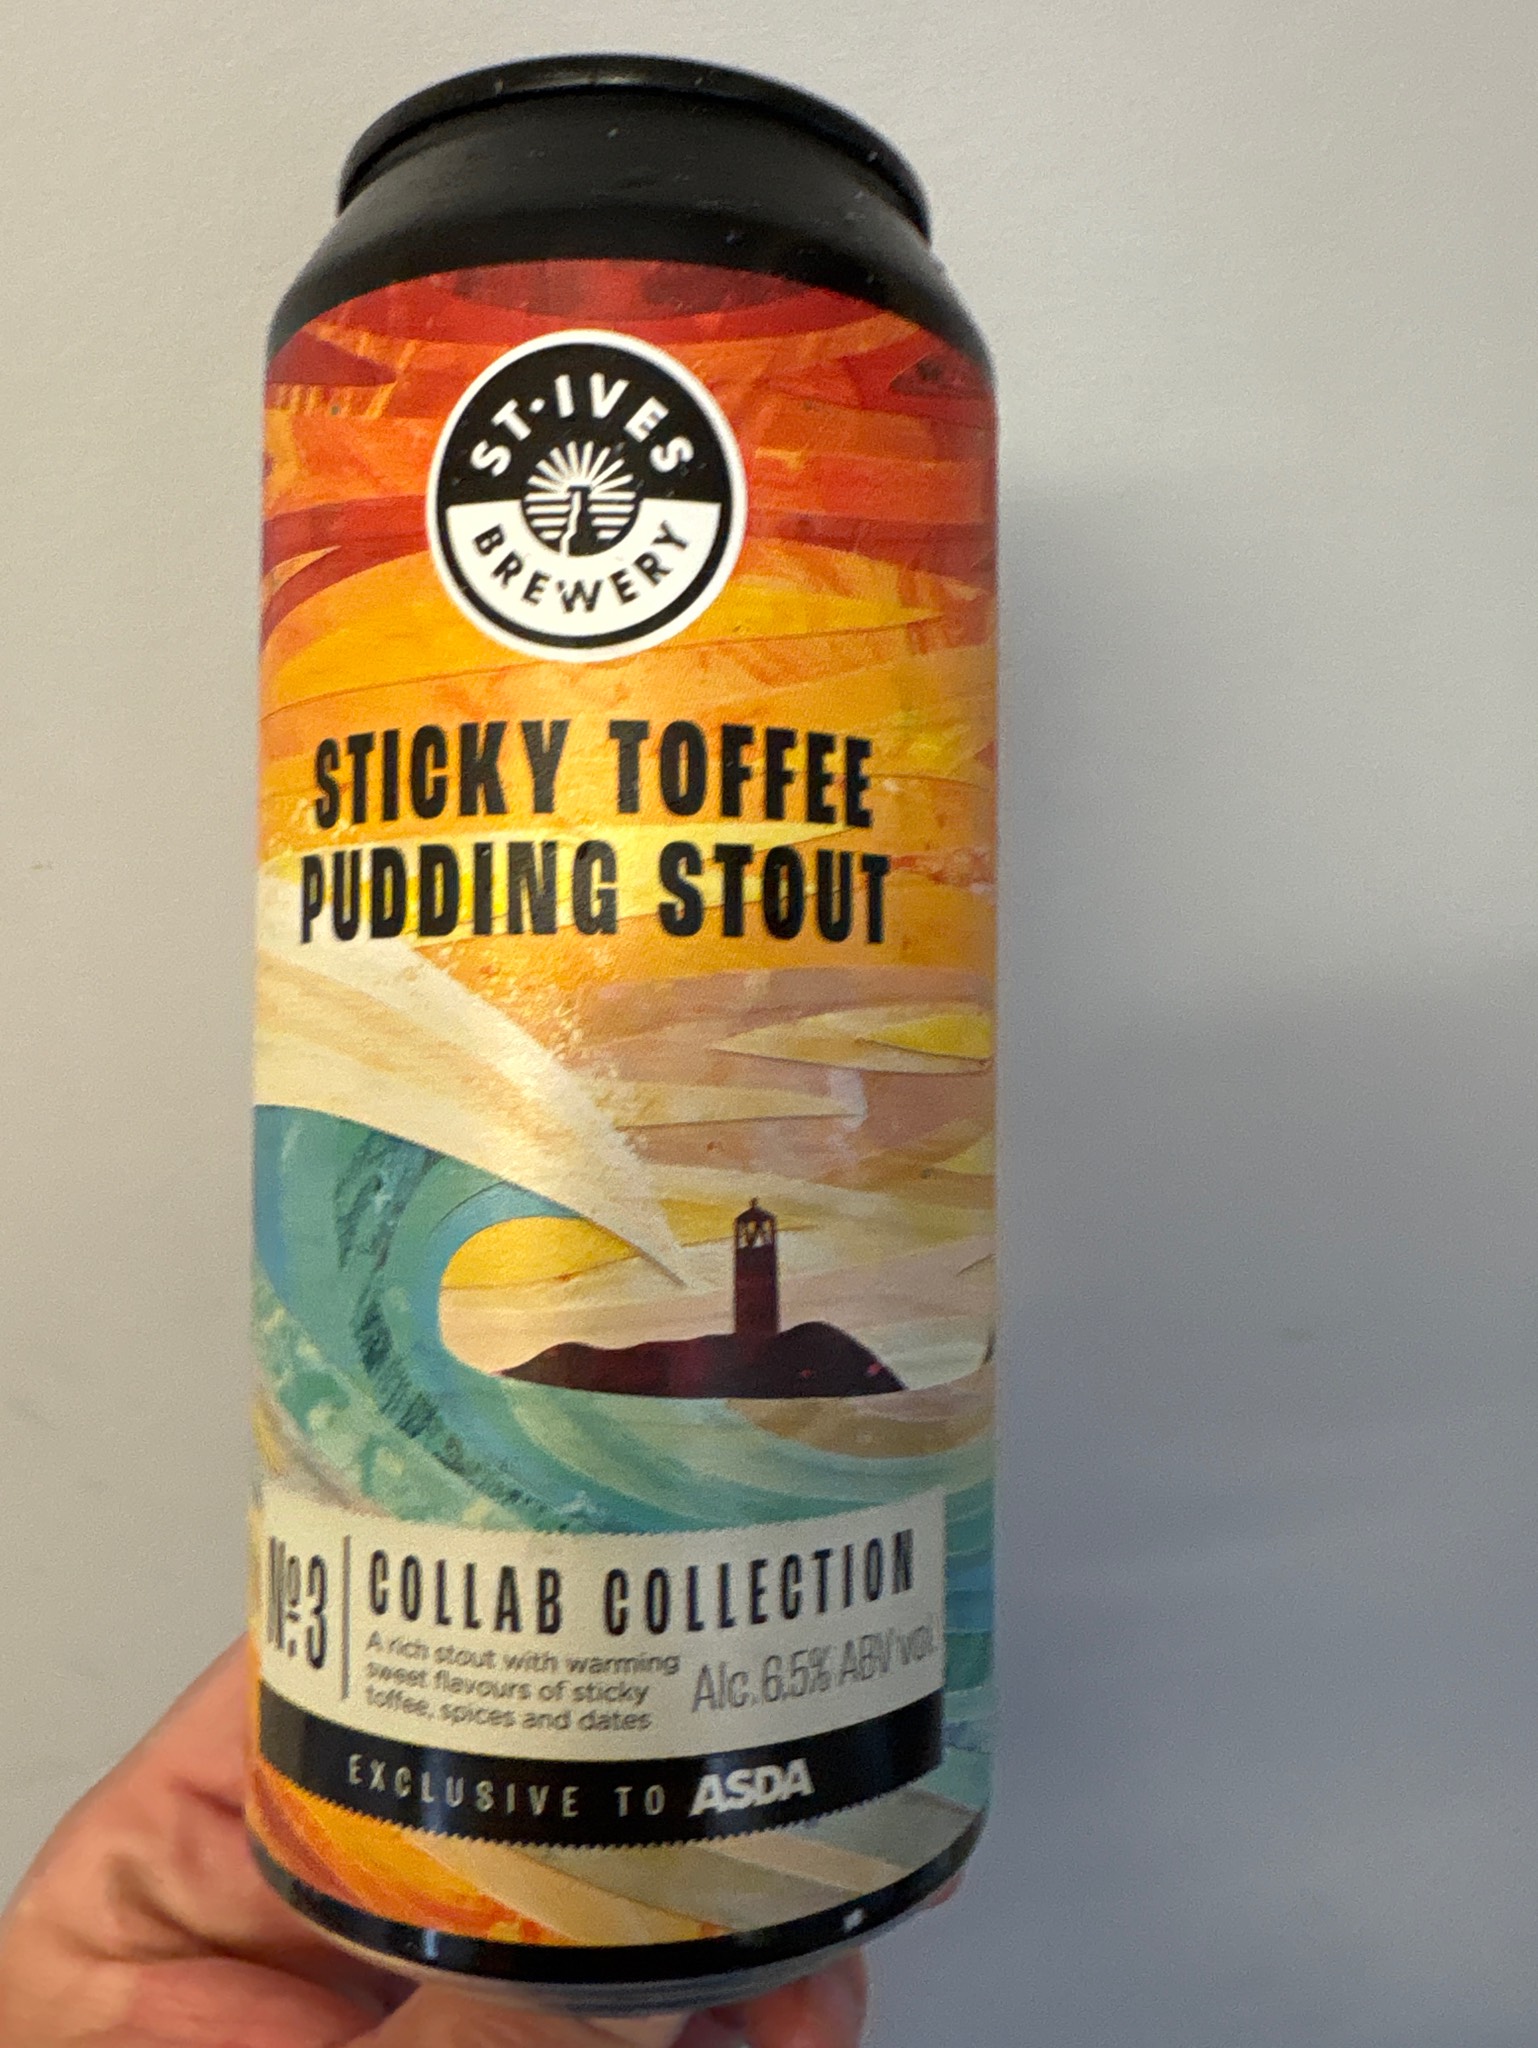 ST·IVES
BREWERY
STICKY TOFFEE
PUDDING STOUT
Nº3
COLLAB COLLECTION
A rich stout with warming
sweet flavours of sticky
toffee, spices and dates
Alc. 6.5% ABV vol
EXCLUSIVE TO ASDA